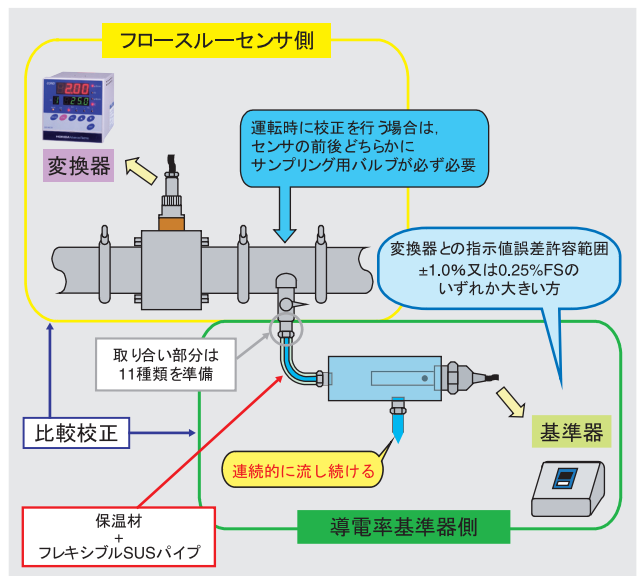 フロースルーセンサ側
2.00
25.0
変換器
運転時に校正を行う場合は,
センサの前後どちらかに
サンプリング用バルブが必ず必要
変換器との指示値誤差許容範囲
±1.0%又は0.25%FSの
いずれか大きい方
取り合い部分は
11種類を準備
比較校正
連続的に流し続ける
基準器
保温材
+
フレキシブルSUSパイプ
導電率基準器側